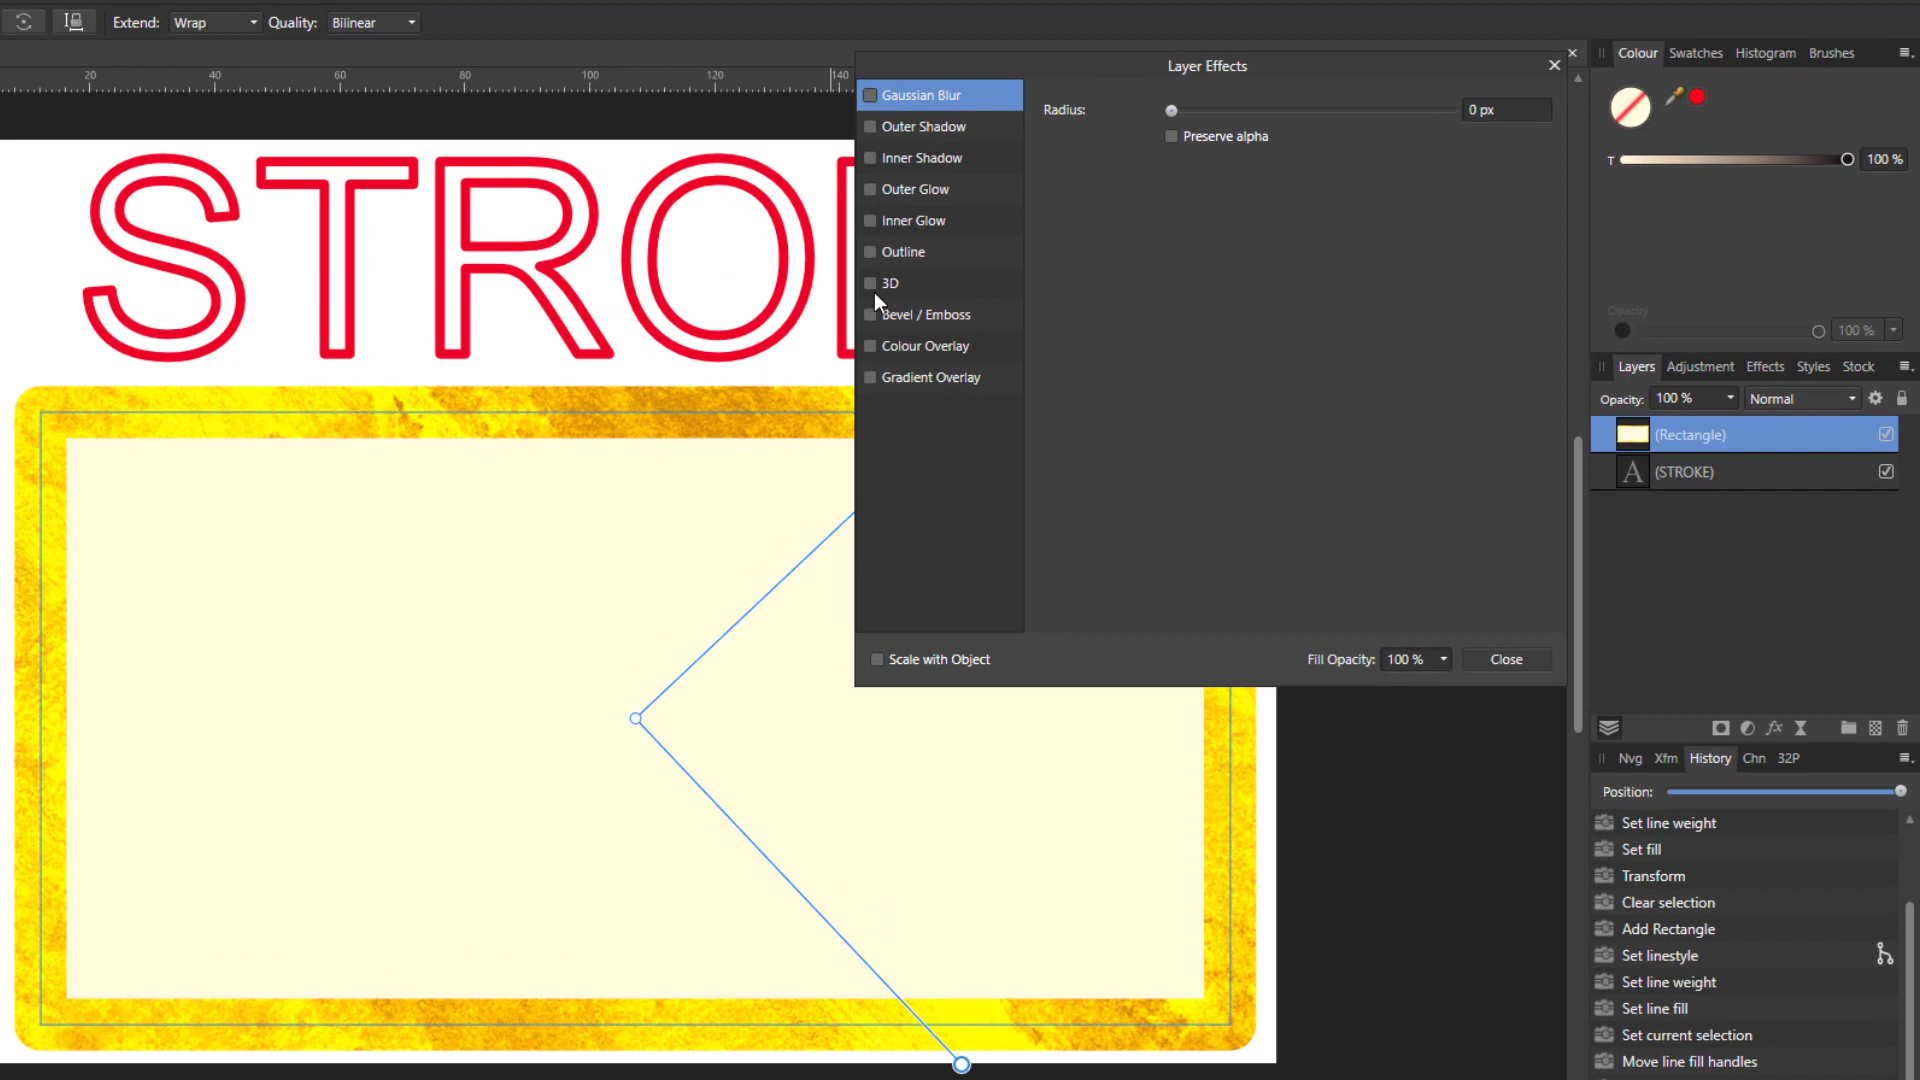 Extend: Wrap Quality: Bilinear
20 40 60 80 100 120 140
STRO
Layer Effects
Gaussian Blur
Outer Shadow
Inner Shadow
Outer Glow
Inner Glow
Outline
3D
Bevel / Emboss
Colour Overlay
Gradient Overlay
Radius: 0 px
Preserve alpha
Scale with Object
Fill Opacity: 100 % Close
Colour Swatches Histogram Brushes
T 100 %
Opacity
100 %
Layers Adjustment Effects Styles Stock
Opacity: 100 % Normal
(Rectangle)
A (STROKE)
fx
Nvg Xfm History Chn 32P
Position:
Set line weight
Set fill
Transform
Clear selection
Add Rectangle
Set linestyle
Set line weight
Set line fill
Set current selection
Move line fill handles